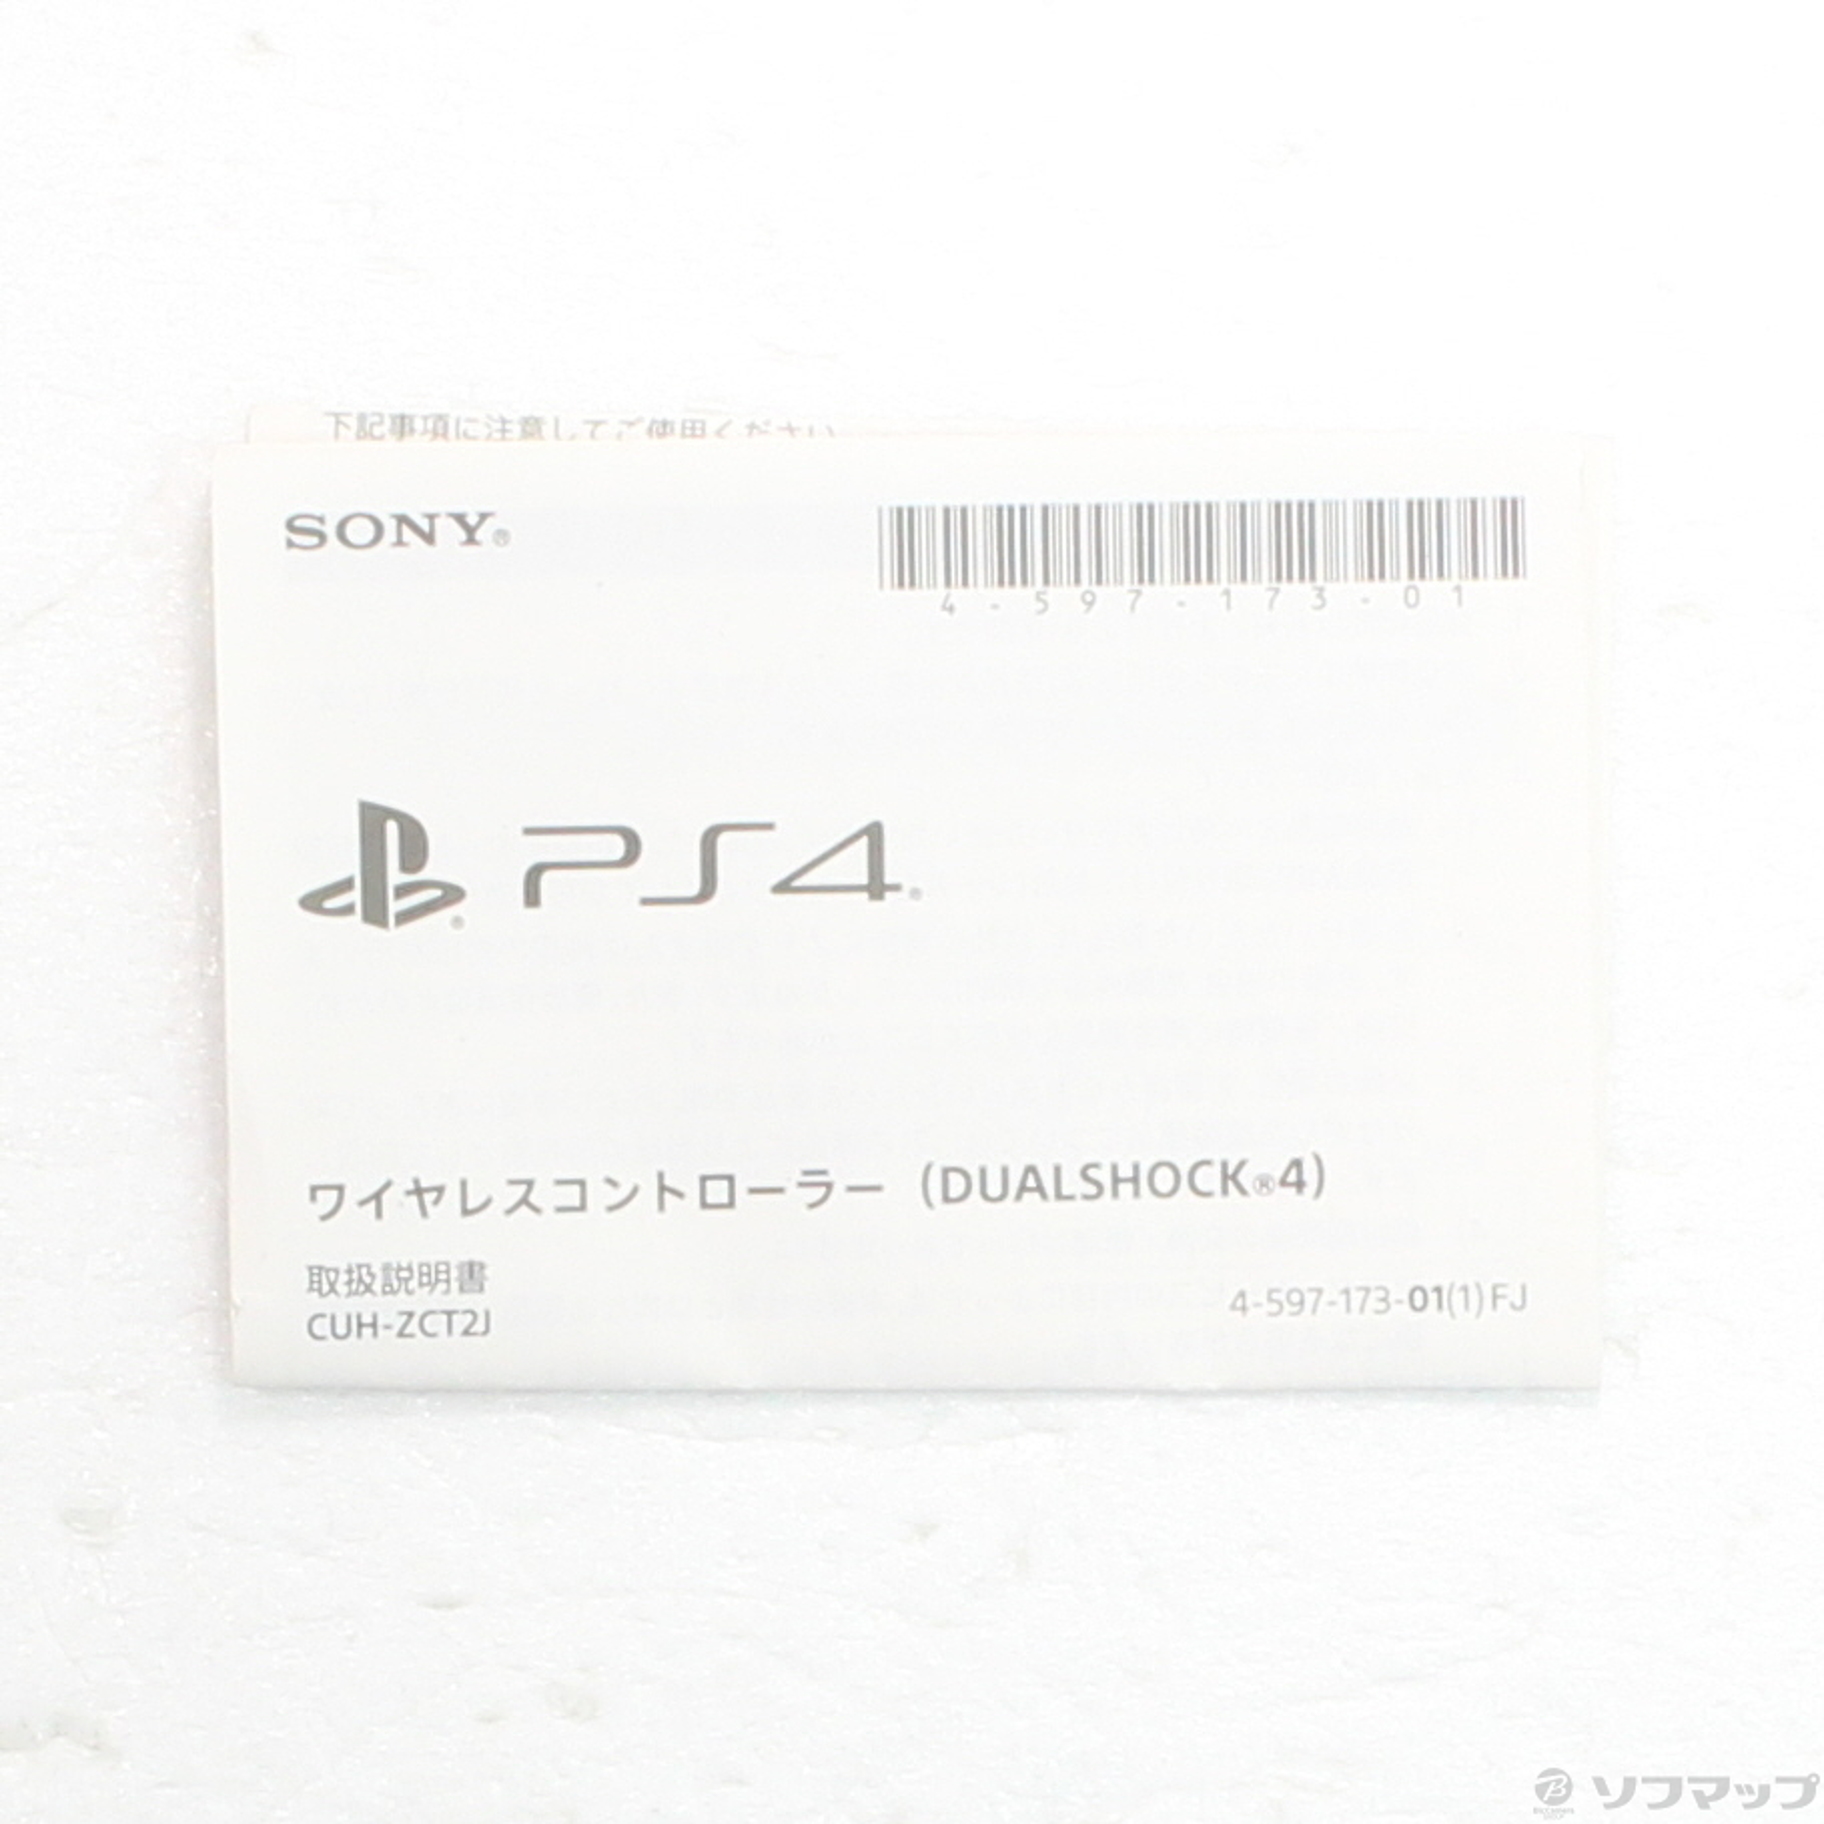 下記事項に注意してご使用ください
SONY®
4-597-173-01
PS4®
ワイヤレスコントローラー（DUALSHOCK®4）
取扱説明書
CUH-ZCT2J
4-597-173-01(1)FJ
ソフマップ